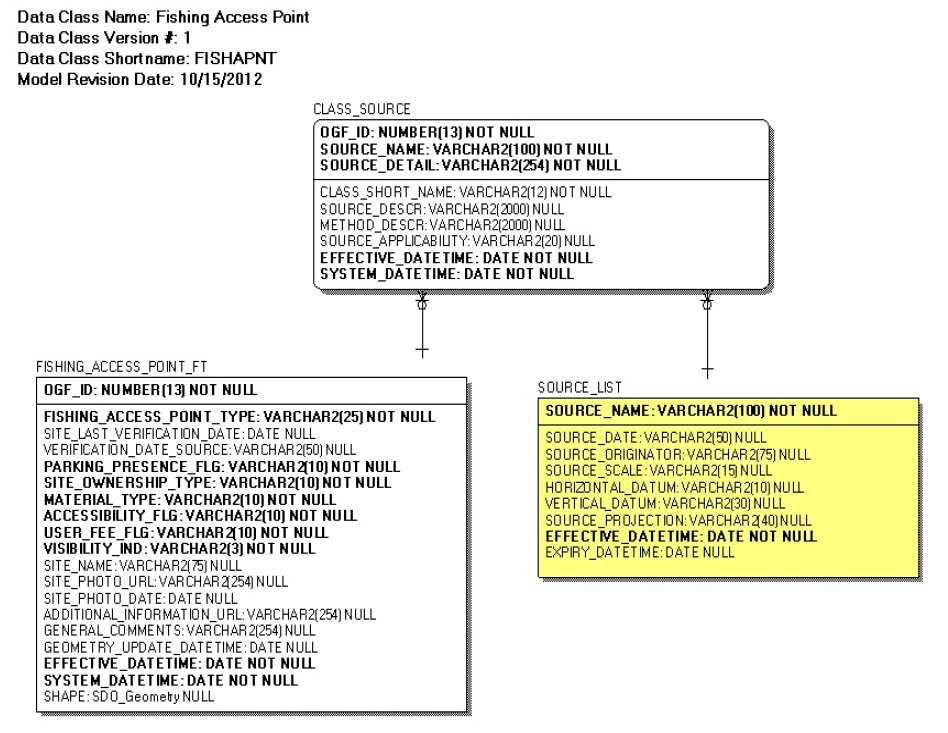 Data Class Name: Fishing Access Point
Data Class Version #: 1
Data Class Shortname: FISHAPNT
Model Revision Date: 10/15/2012
CLASS_SOURCE
OGF_ID: NUMBER(13) NOT NULL
SOURCE_NAME: VARCHAR2(100) NOT NULL
SOURCE_DETAIL: VARCHAR2(254) NOT NULL
CLASS_SHORT_NAME: VARCHAR2(12) NOT NULL
SOURCE_DESCR: VARCHAR2(2000) NULL
METHOD_DESCR: VARCHAR2(2000) NULL
SOURCE_APPLICABILITY: VARCHAR2(20) NULL
EFFECTIVE_DATETIME: DATE NOT NULL
SYSTEM_DATETIME: DATE NOT NULL
FISHING_ACCESS_POINT_FT
OGF_ID: NUMBER(13) NOT NULL
FISHING_ACCESS_POINT_TYPE: VARCHAR2(25) NOT NULL
SITE_LAST_VERIFICATION_DATE: DATE NULL
VERIFICATION_DATE_SOURCE: VARCHAR2(50) NULL
PARKING_PRESENCE_FLG: VARCHAR2(10) NOT NULL
SITE_OWNERSHIP_TYPE: VARCHAR2(10) NOT NULL
MATERIAL_TYPE: VARCHAR2(10) NOT NULL
ACCESSIBILITY_FLG: VARCHAR2(10) NOT NULL
USER_FEE_FLG: VARCHAR2(10) NOT NULL
VISIBILITY_IND: VARCHAR2(3) NOT NULL
SITE_NAME: VARCHAR2(75) NULL
SITE_PHOTO_URL: VARCHAR2(254) NULL
SITE_PHOTO_DATE: DATE NULL
ADDITIONAL_INFORMATION_URL: VARCHAR2(254) NULL
GENERAL_COMMENTS: VARCHAR2(254) NULL
GEOMETRY_UPDATE_DATETIME: DATE NULL
EFFECTIVE_DATETIME: DATE NOT NULL
SYSTEM_DATETIME: DATE NOT NULL
SHAPE: SDO_Geometry NULL
SOURCE_LIST
SOURCE_NAME: VARCHAR2(100) NOT NULL
SOURCE_DATE: VARCHAR2(50) NULL
SOURCE_ORIGINATOR: VARCHAR2(75) NULL
SOURCE_SCALE: VARCHAR2(15) NULL
HORIZONTAL_DATUM: VARCHAR2(10) NULL
VERTICAL_DATUM: VARCHAR2(30) NULL
SOURCE_PROJECTION: VARCHAR2(40) NULL
EFFECTIVE_DATETIME: DATE NOT NULL
EXPIRY_DATETIME: DATE NULL